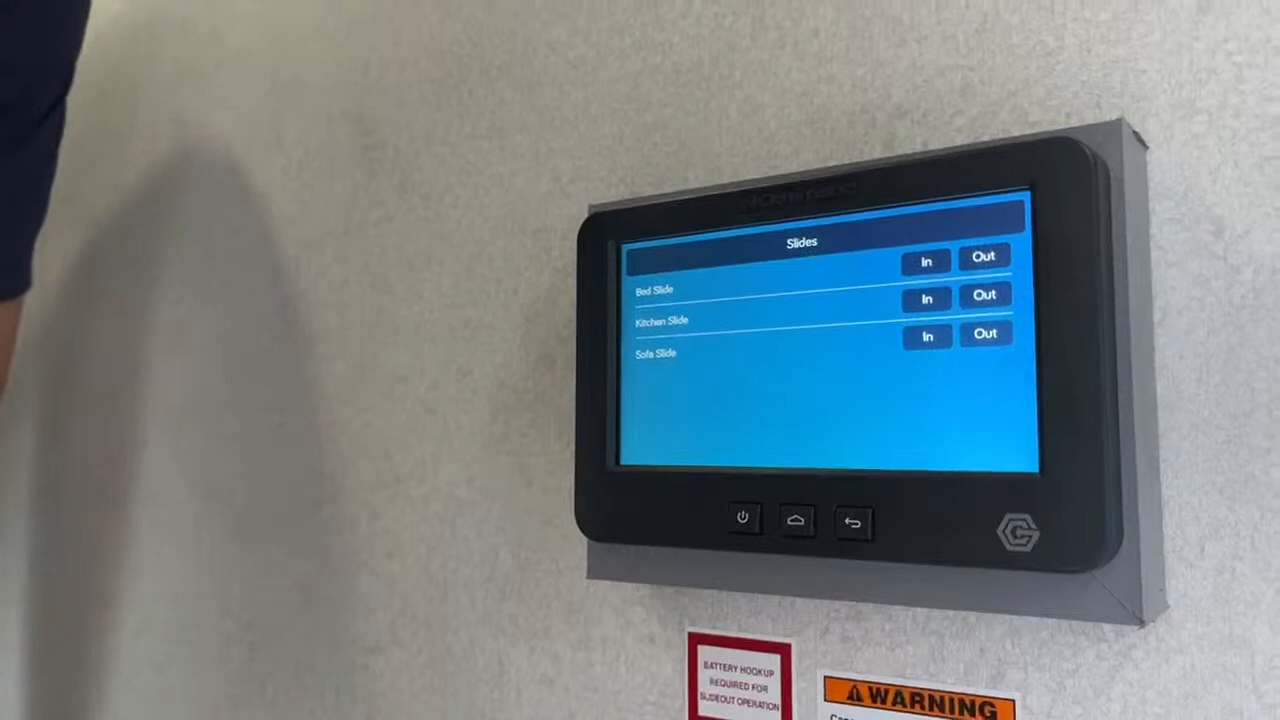 Slides
Bed Slide In Out
Kitchen Slide In Out
Sofa Slide In Out
BATTERY HOOKUP
REQUIRED FOR
SLIDEOUT OPERATION
WARNING